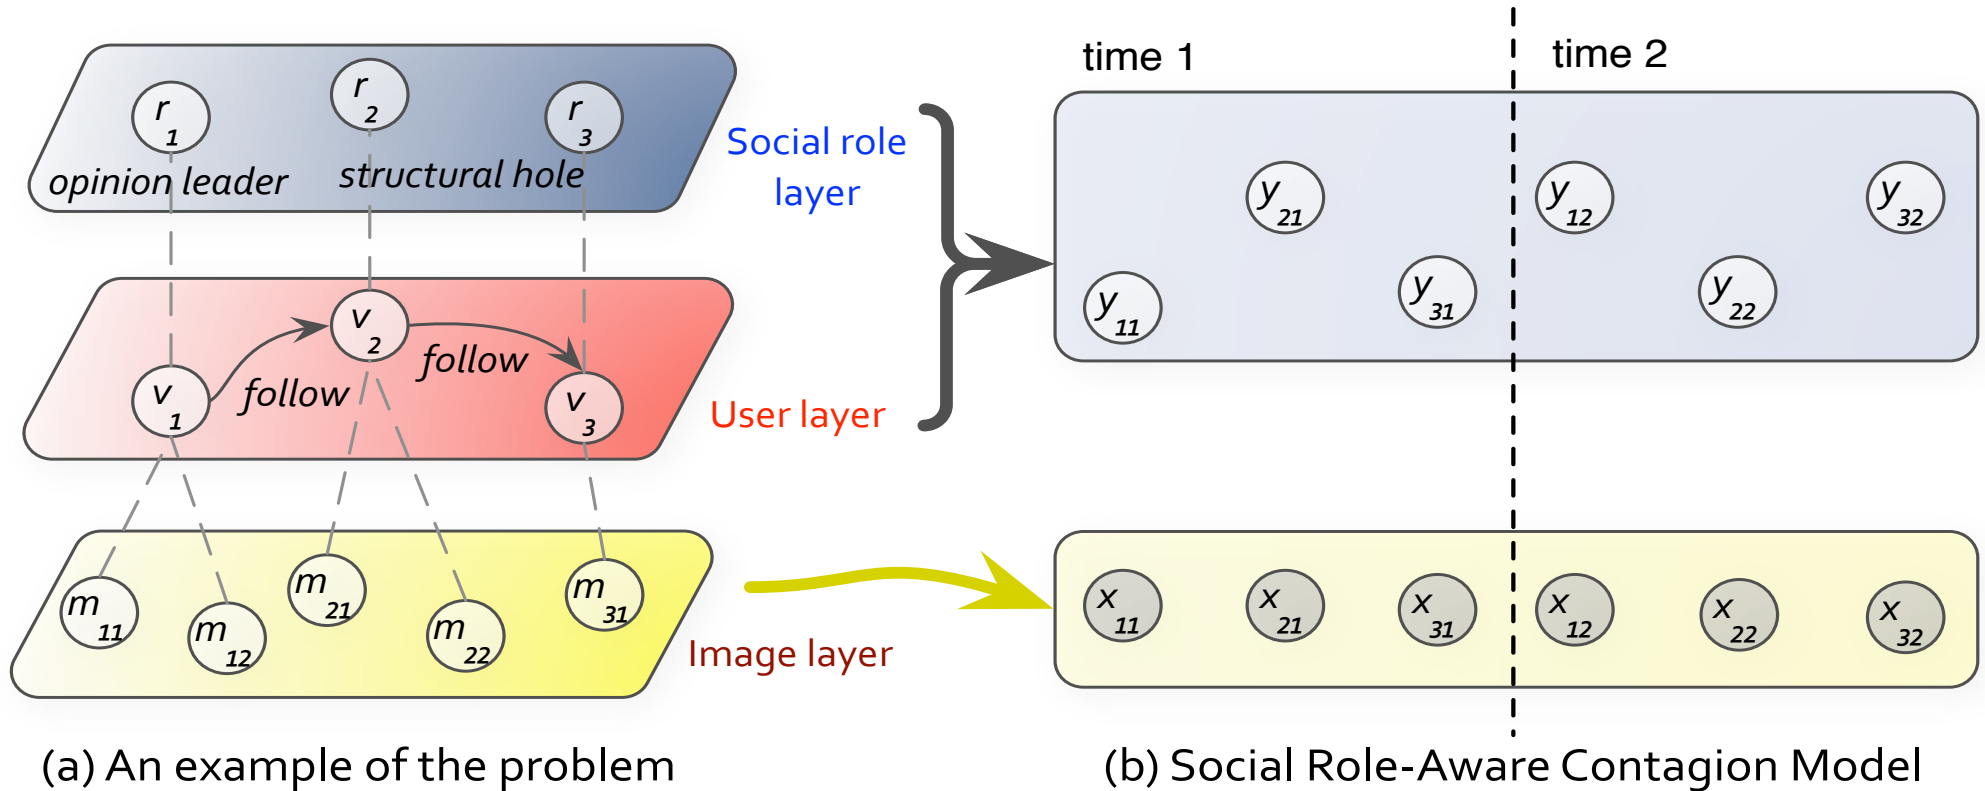 time 1
time 2
r1
r2
r3
opinion leader
structural hole
Social role
layer
y21
y12
y32
y11
y31
y22
v2
follow
follow
v1
v3
User layer
m11
m12
m21
m22
m31
x11
x21
x31
x12
x22
x32
Image layer
(a) An example of the problem
(b) Social Role-Aware Contagion Model